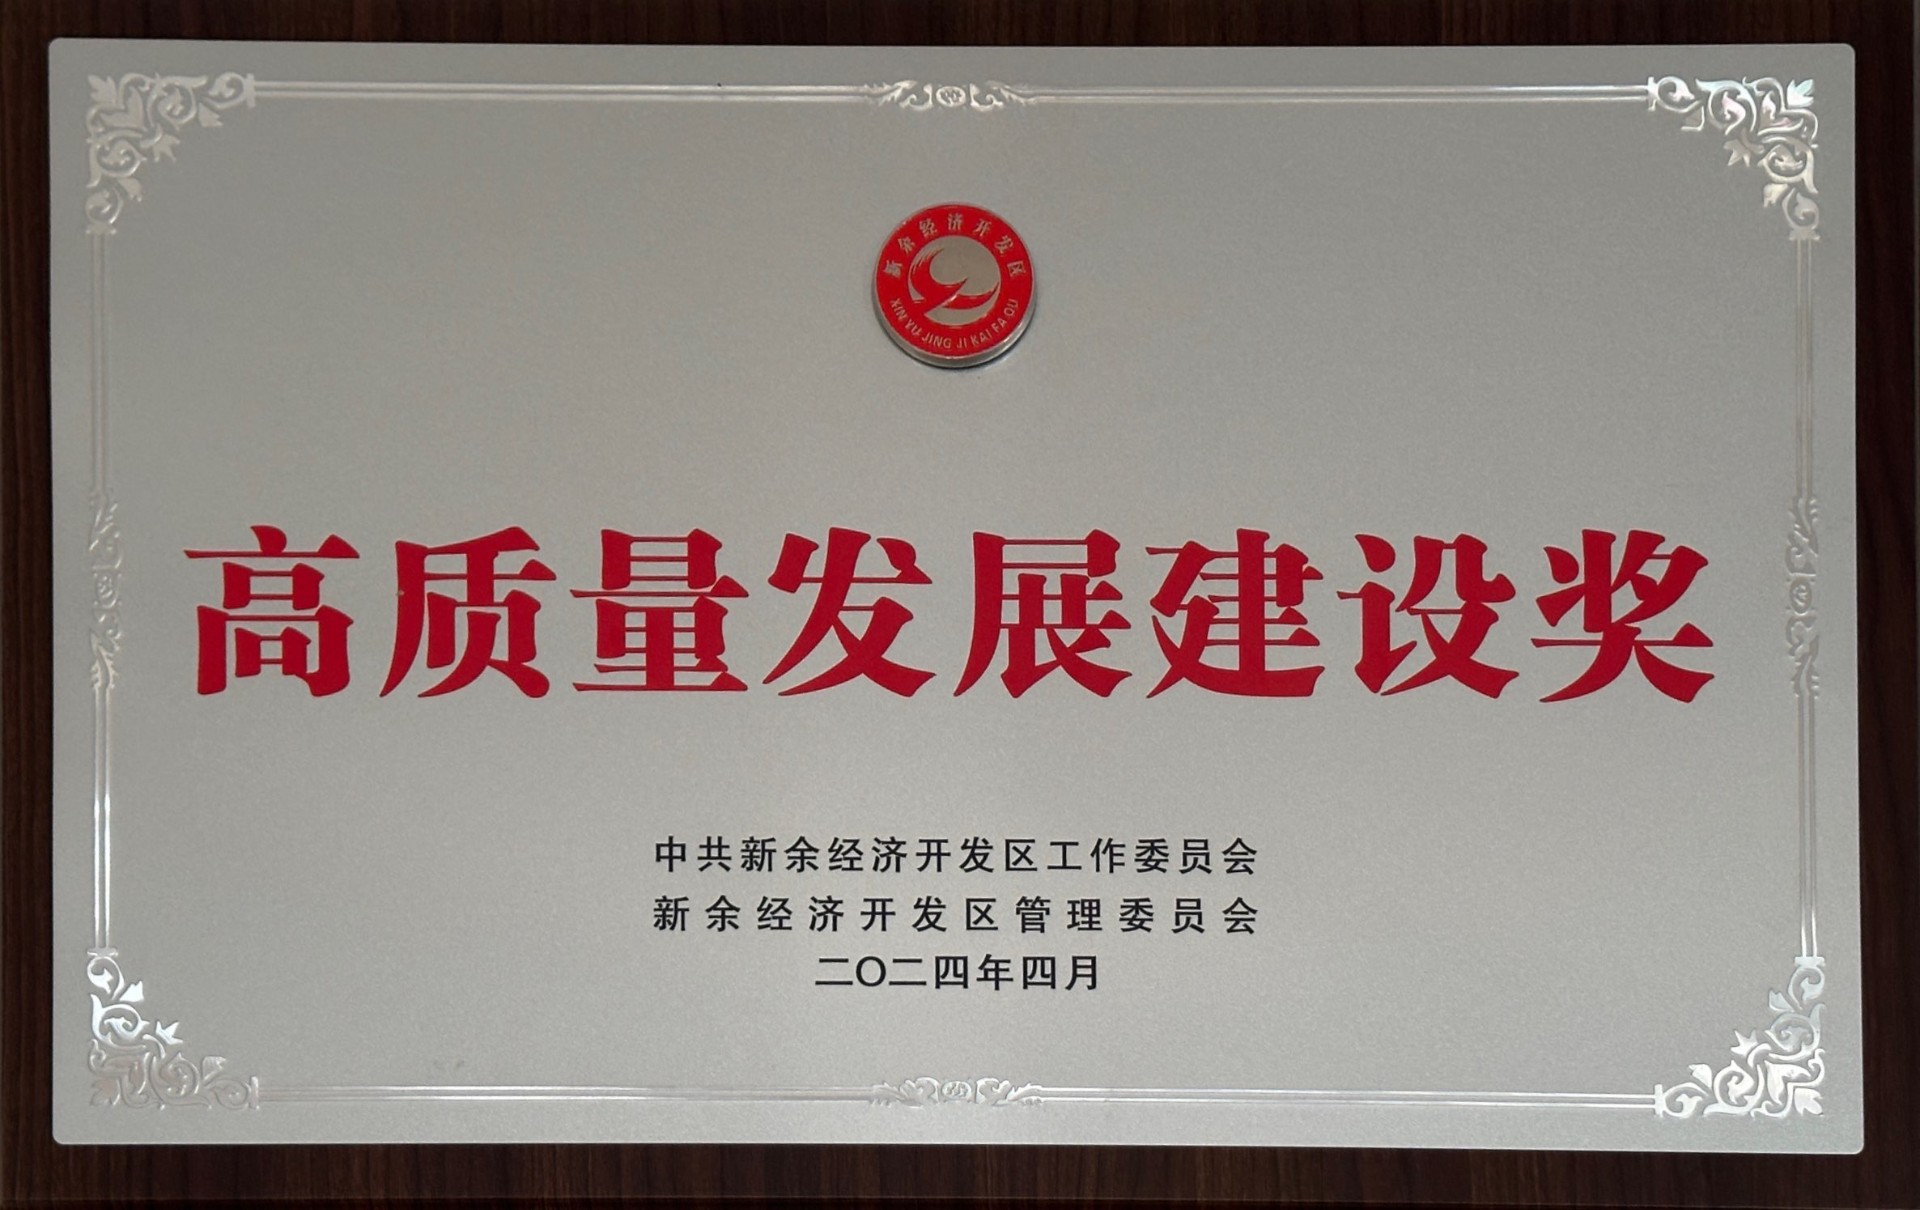 新余经济开发区
XIN YU JING JI KAI FA QU
高质量发展建设奖
中共新余经济开发区工作委员会
新余经济开发区管理委员会
二〇二四年四月